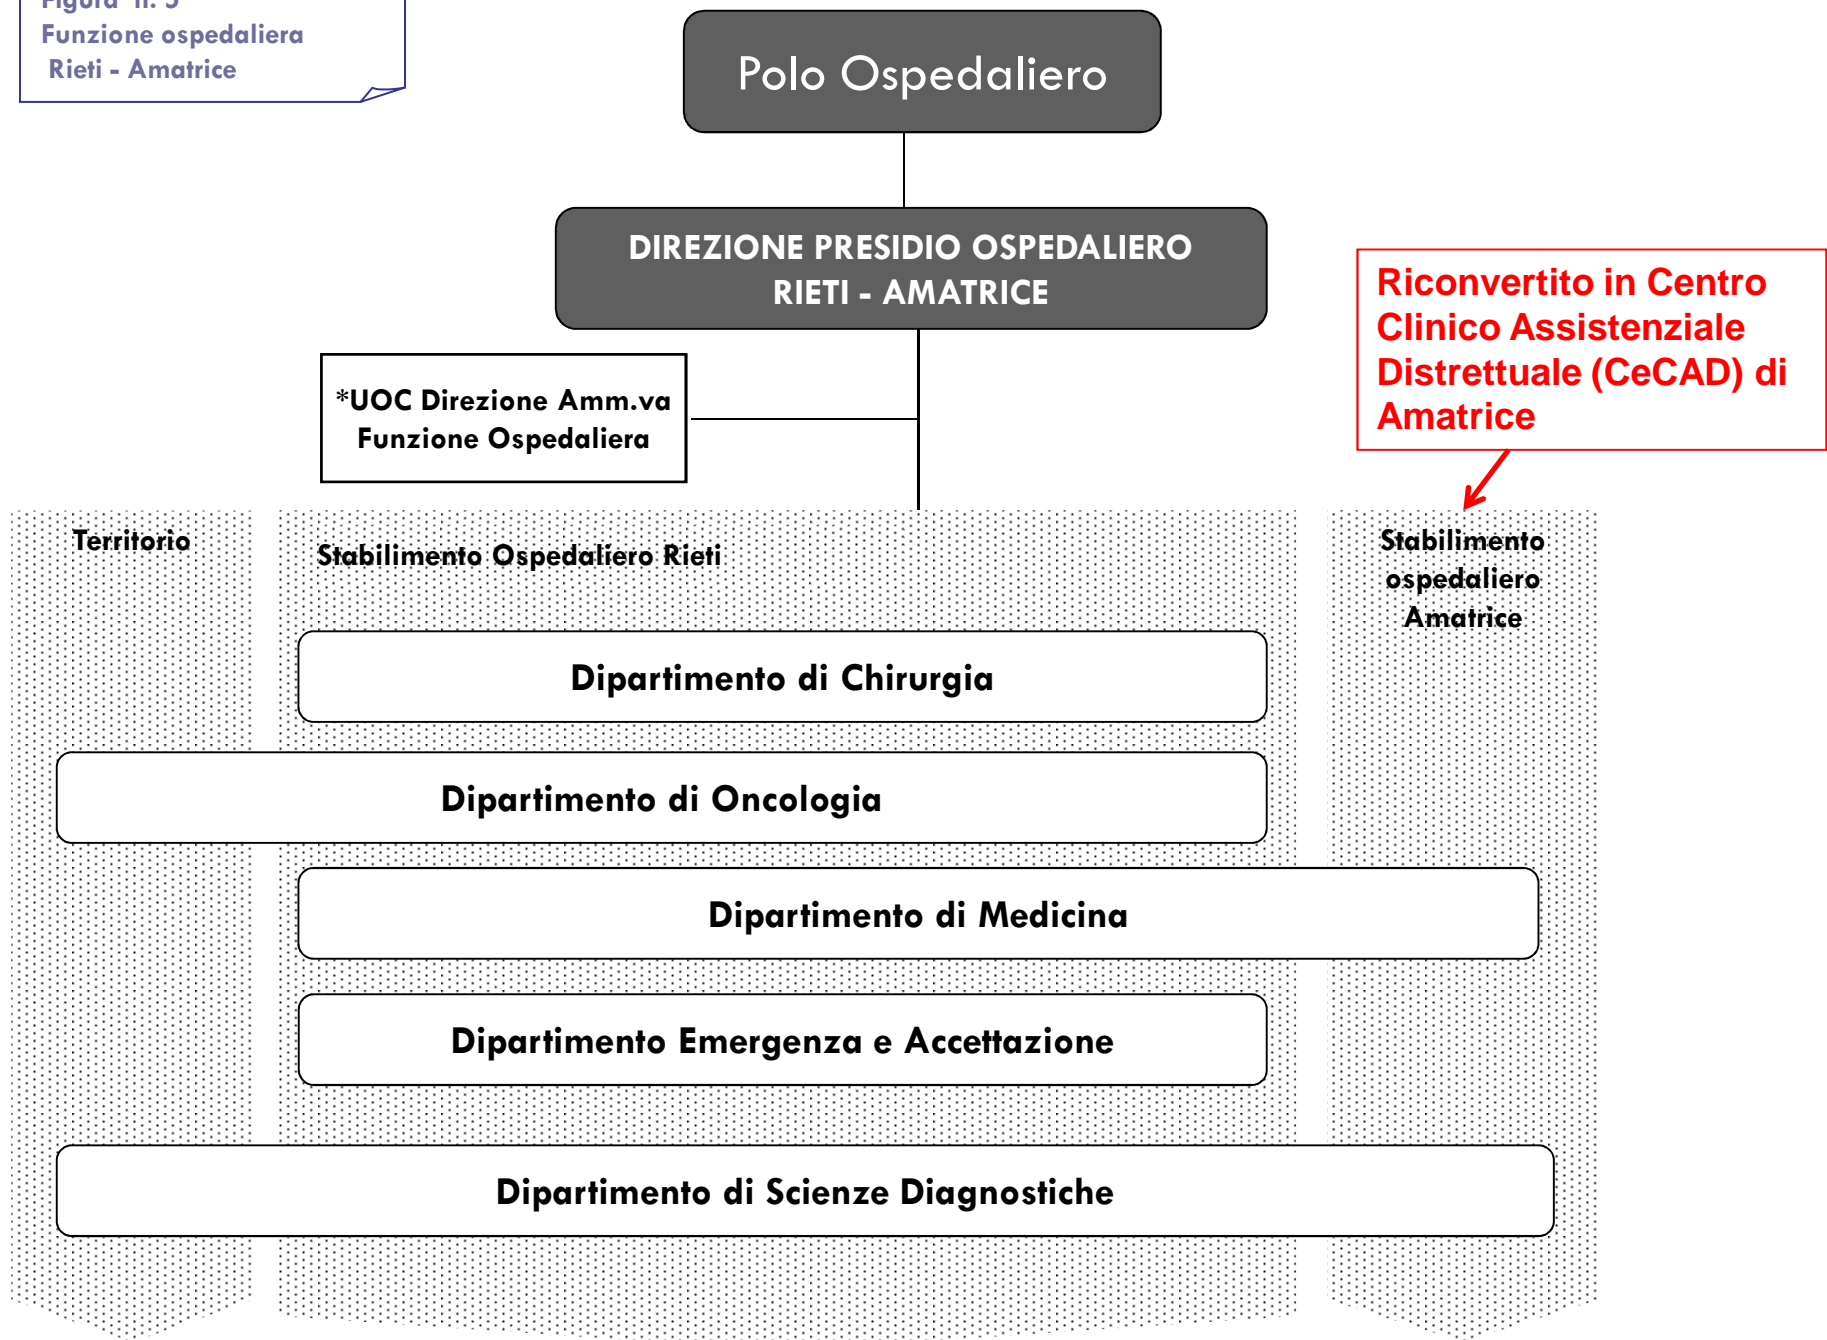 Figura n. 5
Funzione ospedaliera
Rieti - Amatrice
Polo Ospedaliero
DIREZIONE PRESIDIO OSPEDALIERO
RIETI - AMATRICE
Riconvertito in Centro
Clinico Assistenziale
Distrettuale (CeCAD) di
Amatrice
*UOC Direzione Amm.va
Funzione Ospedaliera
Territorio
Stabilimento Ospedaliero Rieti
Stabilimento
ospedaliero
Amatrice
Dipartimento di Chirurgia
Dipartimento di Oncologia
Dipartimento di Medicina
Dipartimento Emergenza e Accettazione
Dipartimento di Scienze Diagnostiche